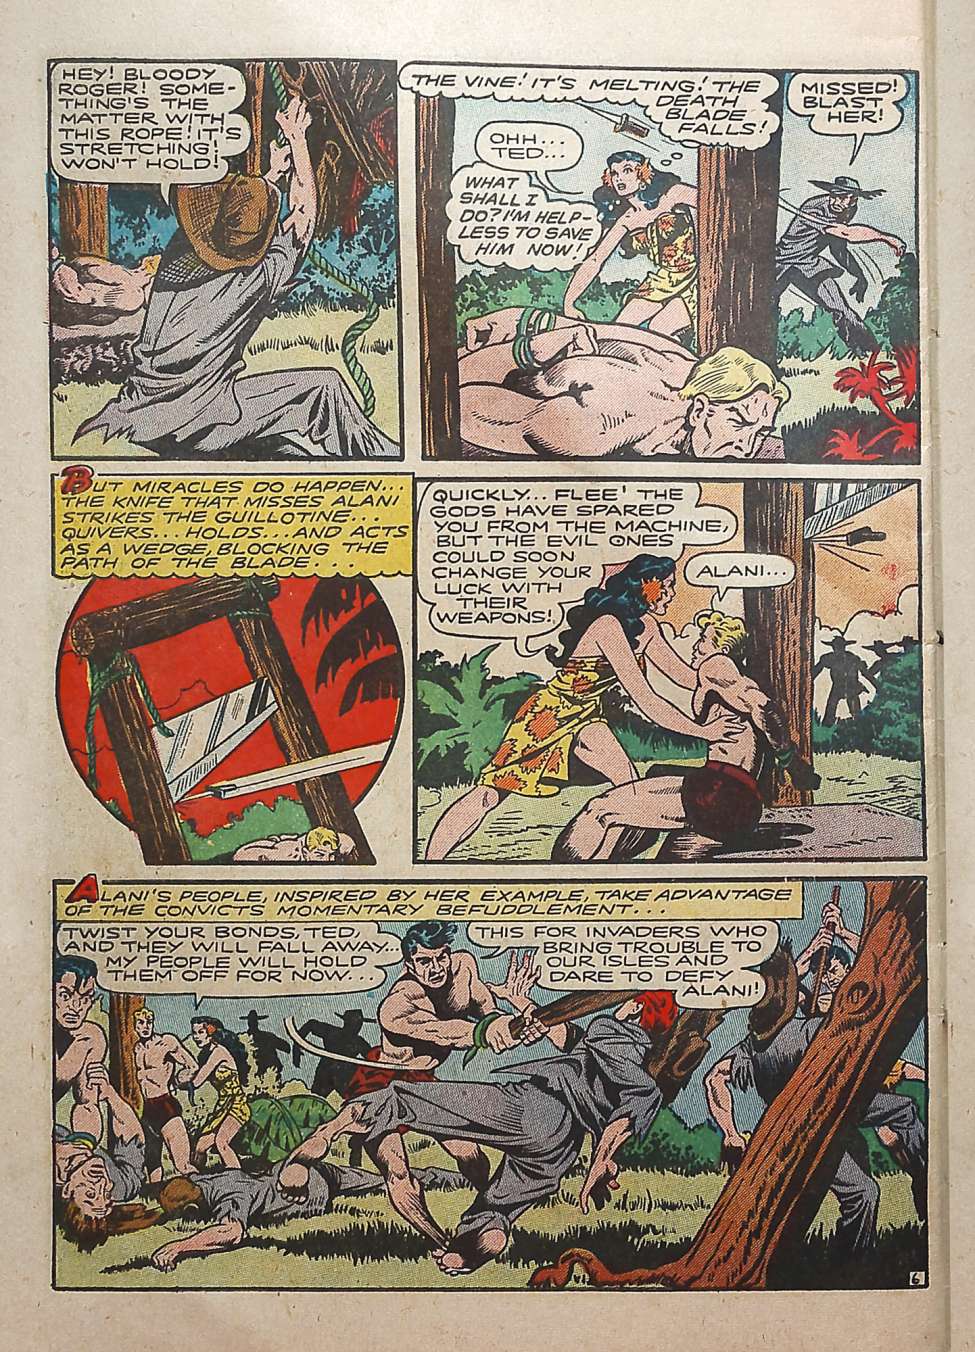 HEY! BLOODY
ROGER! SOME-
THING'S THE
MATTER WITH
THIS ROPE! IT'S
STRETCHING!
WON'T HOLD!
THE VINE! IT'S MELTING! THE
DEATH
BLADE
FALLS!
OHH...
TED...
WHAT
SHALL I
DO? I'M HELP-
LESS TO SAVE
HIM NOW!
MISSED!
BLAST
HER!
BUT MIRACLES DO HAPPEN...
THE KNIFE THAT MISSES ALANI
STRIKES THE GUILLOTINE...
QUIVERS...HOLDS...AND ACTS
AS A WEDGE, BLOCKING THE
PATH OF THE BLADE...
QUICKLY... FLEE! THE
GODS HAVE SPARED
YOU FROM THE MACHINE,
BUT THE EVIL ONES
COULD SOON
CHANGE YOUR
LUCK WITH
THEIR
WEAPONS!
ALANI...
ALANI'S PEOPLE, INSPIRED BY HER EXAMPLE, TAKE ADVANTAGE
OF THE CONVICTS MOMENTARY BEFUDDLEMENT...
TWIST YOUR BONDS, TED,
AND THEY WILL FALL AWAY...
MY PEOPLE WILL HOLD
THEM OFF FOR NOW...
THIS FOR INVADERS WHO
BRING TROUBLE TO
OUR ISLES AND
DARE TO DEFY
ALANI!
6